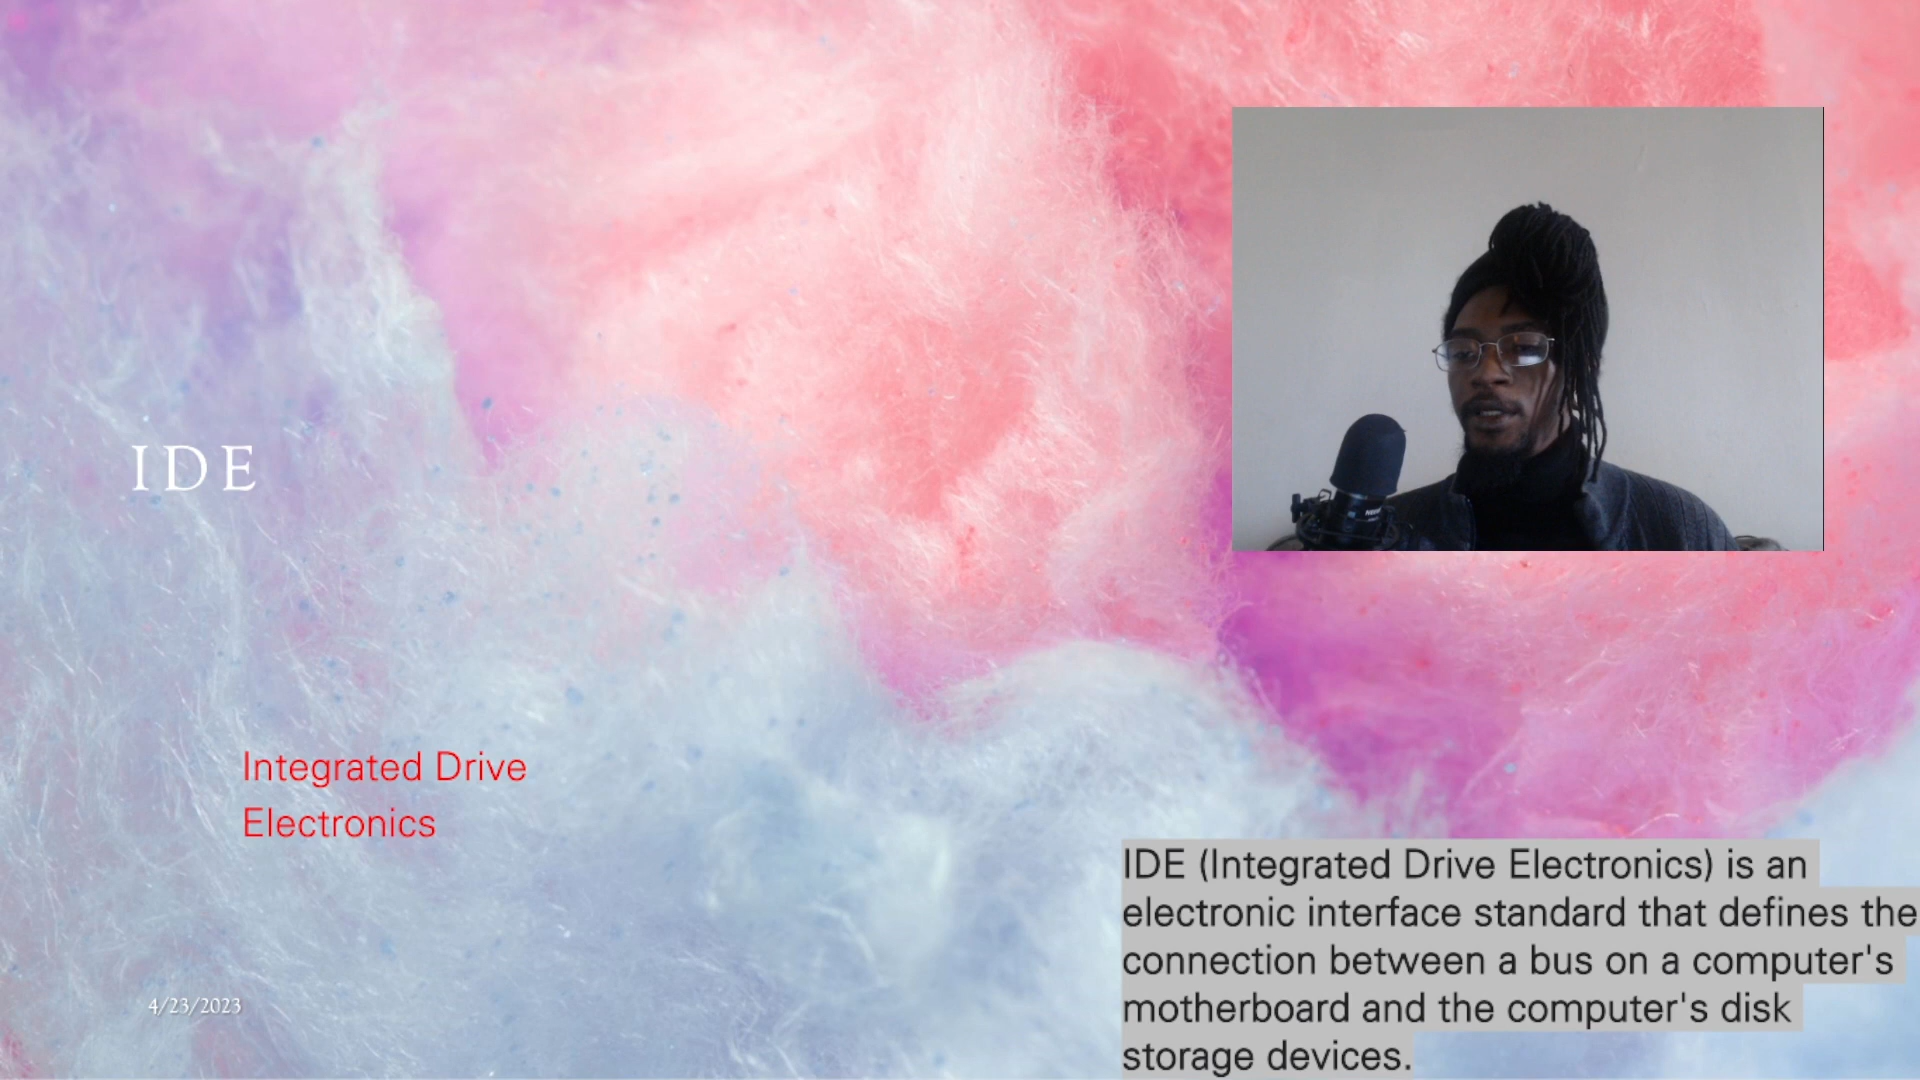 IDE
Integrated Drive
Electronics
4/23/2023
IDE (Integrated Drive Electronics) is an
electronic interface standard that defines the
connection between a bus on a computer's
motherboard and the computer's disk
storage devices.